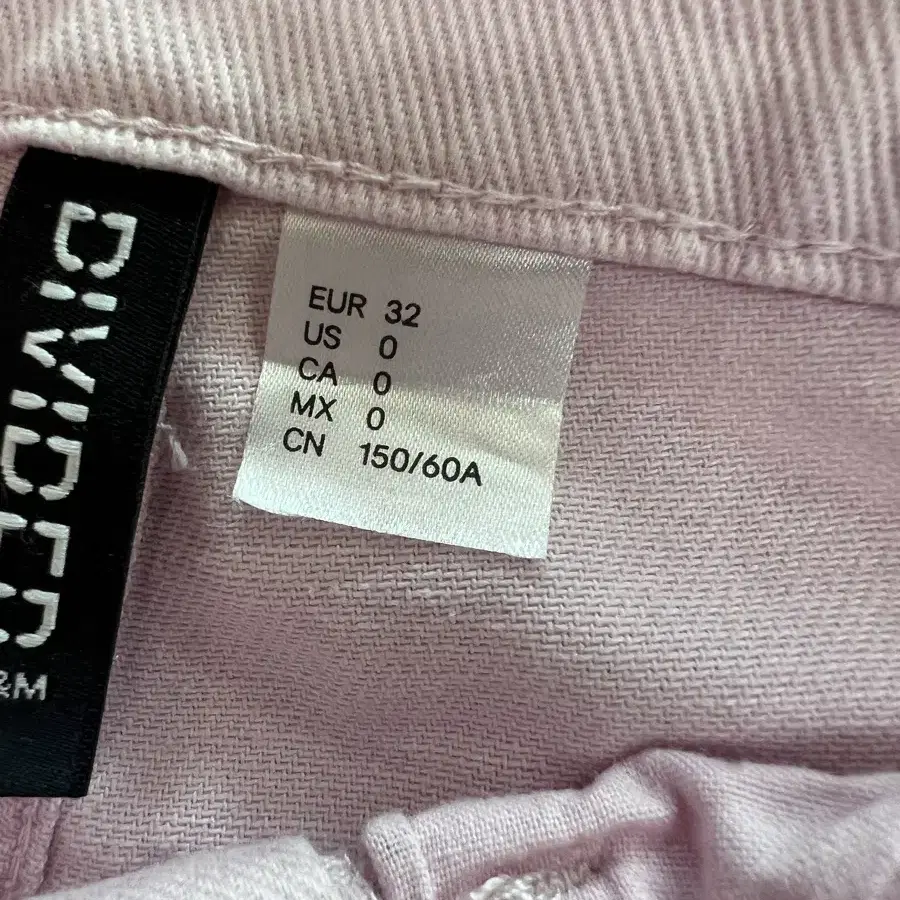 DIVIDED
&M
EUR 32
US 0
CA 0
MX 0
CN 150/60A